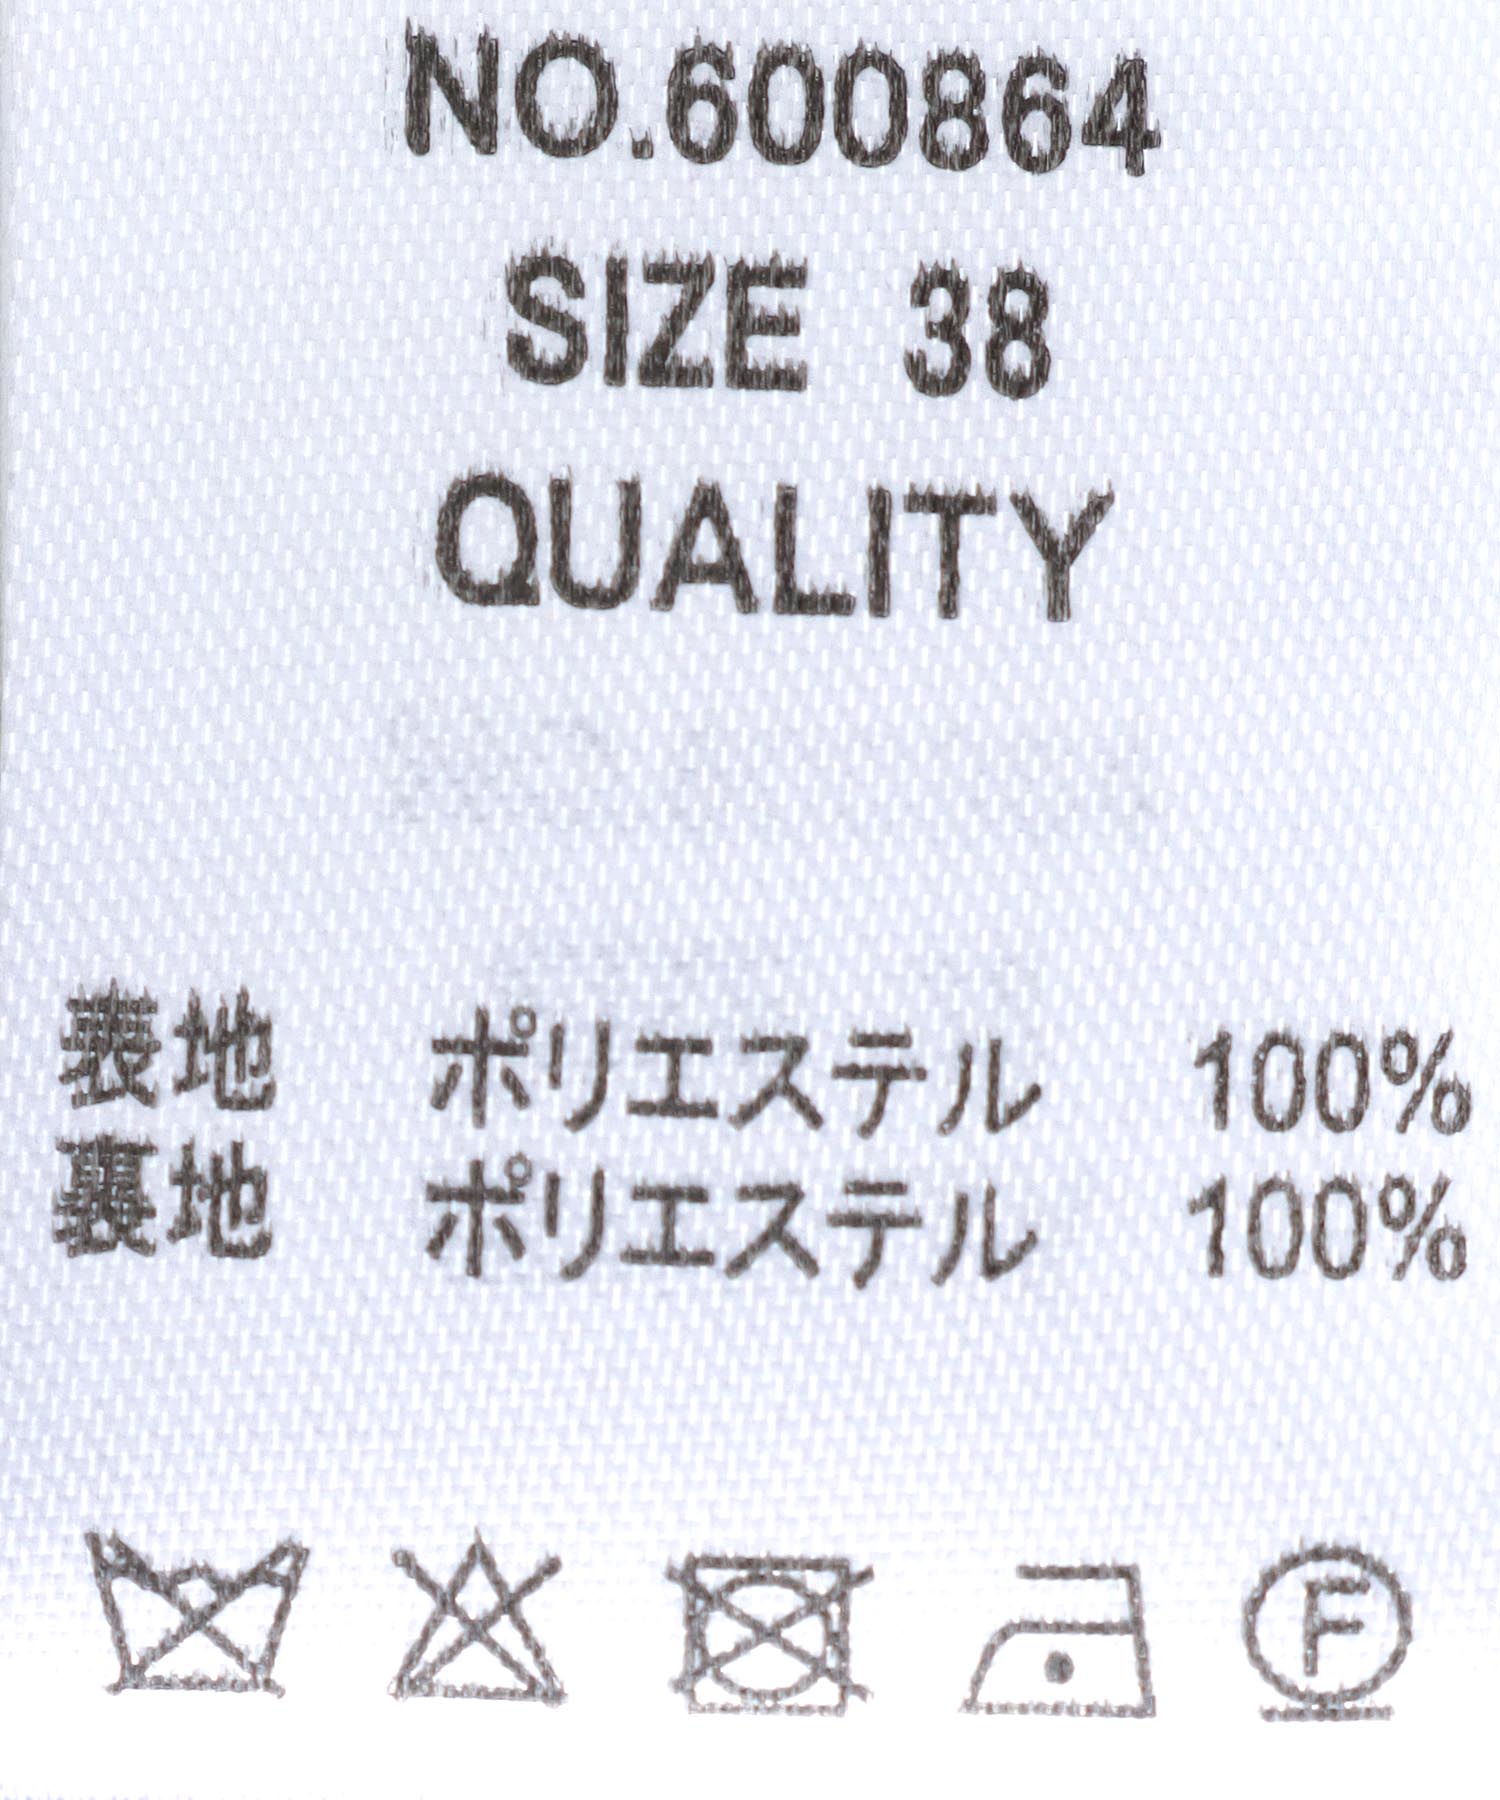 NO.600864
SIZE 38
QUALITY
表地 ポリエステル 100%
裏地 ポリエステル 100%
F